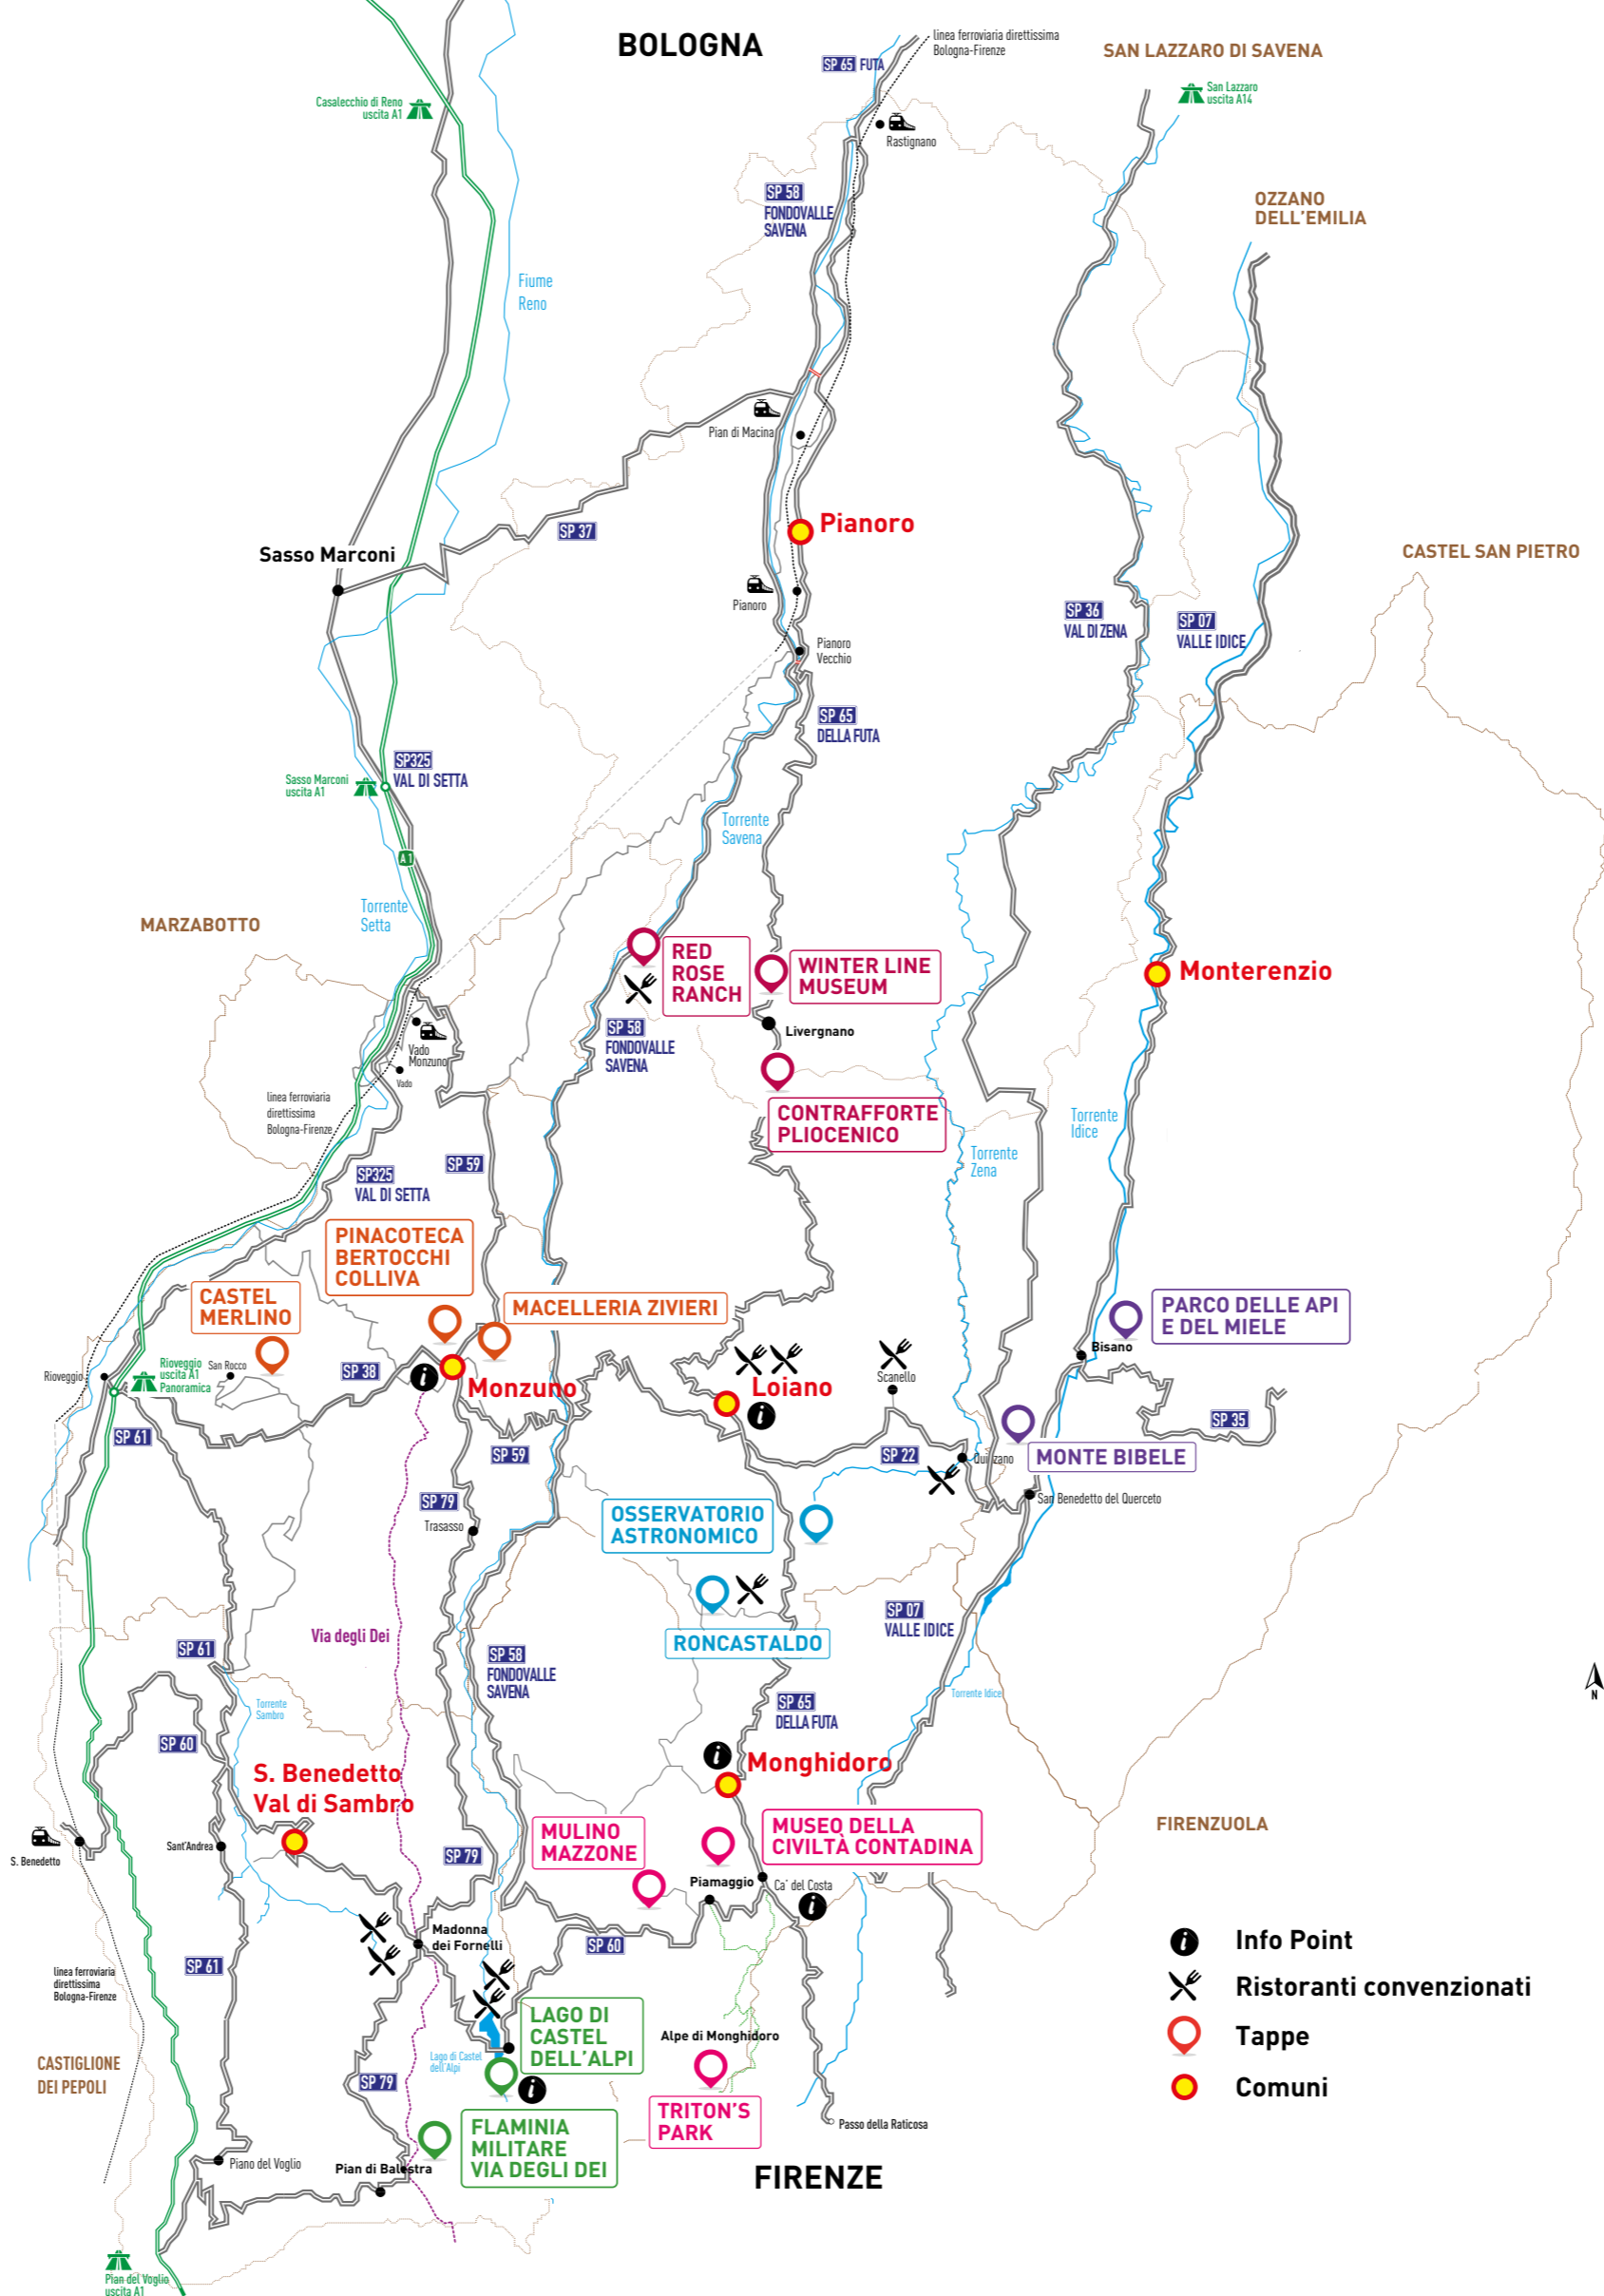 BOLOGNA
linea ferroviaria direttissima
Bologna-Firenze
SP 65 FUTA
SAN LAZZARO DI SAVENA
San Lazzaro
uscita A14
Casalecchio di Reno
uscita A1
Rastignano
SP 58
FONDOVALLE
SAVENA
OZZANO
DELL'EMILIA
Fiume
Reno
Pian di Macina
Pianoro
SP 37
Sasso Marconi
CASTEL SAN PIETRO
Pianoro
SP 36
VAL DI ZENA
SP 07
VALLE IDICE
Pianoro
Vecchio
SP 65
DELLA FUTA
SP325
VAL DI SETTA
Sasso Marconi
uscita A1
Torrente
Savena
A1
Torrente
Setta
MARZABOTTO
RED
ROSE
RANCH
WINTER LINE
MUSEUM
Monterenzio
Livergnano
SP 58
FONDOVALLE
SAVENA
Vado
Monzuno
Vado
linea ferroviaria
direttissima
Bologna-Firenze
CONTRAFFORTE
PLIOCENICO
Torrente
Idice
Torrente
Zena
SP 59
SP325
VAL DI SETTA
PINACOTECA
BERTOCCHI
COLLIVA
CASTEL
MERLINO
MACELLERIA ZIVIERI
PARCO DELLE API
E DEL MIELE
Bisano
Rioveggio
Rioveggio
uscita A1
Panoramica
San Rocco
SP 38
i
Monzuno
Loiano
i
Scanello
SP 61
SP 59
SP 22
Quinzano
MONTE BIBELE
SP 35
San Benedetto del Querceto
SP 79
Trasasso
OSSERVATORIO
ASTRONOMICO
SP 07
VALLE IDICE
RONCASTALDO
Via degli Dei
SP 61
SP 58
FONDOVALLE
SAVENA
Torrente
Sambro
Torrente Idice
SP 65
DELLA FUTA
N
SP 60
i
Monghidoro
S. Benedetto
Val di Sambro
MULINO
MAZZONE
MUSEO DELLA
CIVILTÀ CONTADINA
FIRENZUOLA
Sant'Andrea
S. Benedetto
SP 79
Piamaggio
Ca' del Costa
i
Madonna
dei Fornelli
SP 60
SP 61
linea ferroviaria
direttissima
Bologna-Firenze
i Info Point
Ristoranti convenzionati
Tappe
Comuni
LAGO DI
CASTEL
DELL'ALPI
Alpe di Monghidoro
Lago di Castel
dell'Alpi
CASTIGLIONE
DEI PEPOLI
SP 79
i
TRITON'S
PARK
FLAMINIA
MILITARE
VIA DEGLI DEI
Passo della Raticosa
Piano del Voglio
Pian di Balestra
FIRENZE
Pian del Voglio
uscita A1